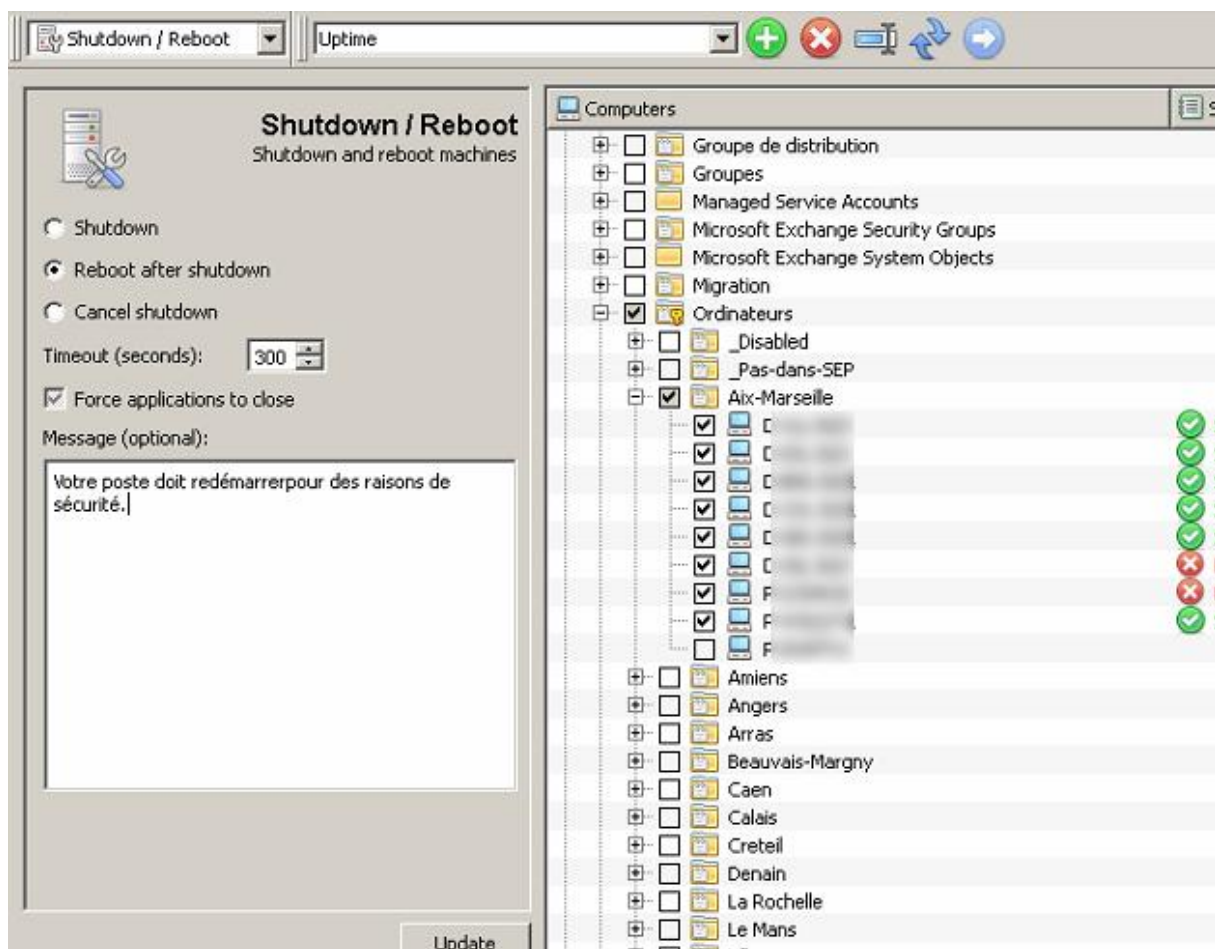 Shutdown / Reboot
Uptime
Shutdown / Reboot
Shutdown and reboot machines
Shutdown
Reboot after shutdown
Cancel shutdown
Timeout (seconds):
300
Force applications to close
Message (optional):
Votre poste doit redémarrerpour des raisons de
sécurité.
Update
Computers
Groupe de distribution
Groupes
Managed Service Accounts
Microsoft Exchange Security Groups
Microsoft Exchange System Objects
Migration
Ordinateurs
_Disabled
_Pas-dans-SEP
Aix-Marseille
Amiens
Angers
Arras
Beauvais-Margny
Caen
Calais
Creteil
Denain
La Rochelle
Le Mans